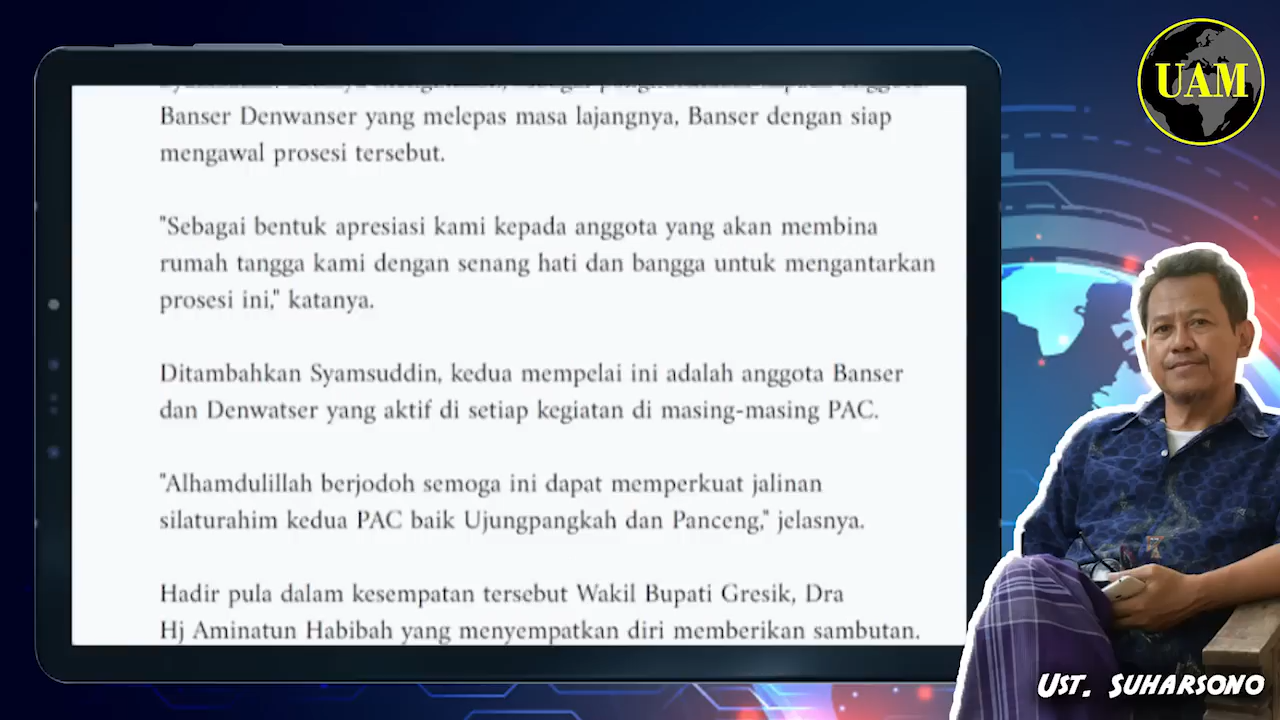 Banser Denwanser yang melepas masa lajangnya, Banser dengan siap
mengawal prosesi tersebut.
"Sebagai bentuk apresiasi kami kepada anggota yang akan membina
rumah tangga kami dengan senang hati dan bangga untuk mengantarkan
prosesi ini," katanya.
Ditambahkan Syamsuddin, kedua mempelai ini adalah anggota Banser
dan Denwatser yang aktif di setiap kegiatan di masing-masing PAC.
"Alhamdulillah berjodoh semoga ini dapat memperkuat jalinan
silaturahim kedua PAC baik Ujungpangkah dan Panceng," jelasnya.
Hadir pula dalam kesempatan tersebut Wakil Bupati Gresik, Dra
Hj Aminatun Habibah yang menyempatkan diri memberikan sambutan.
UAM
UST. SUHARSONO